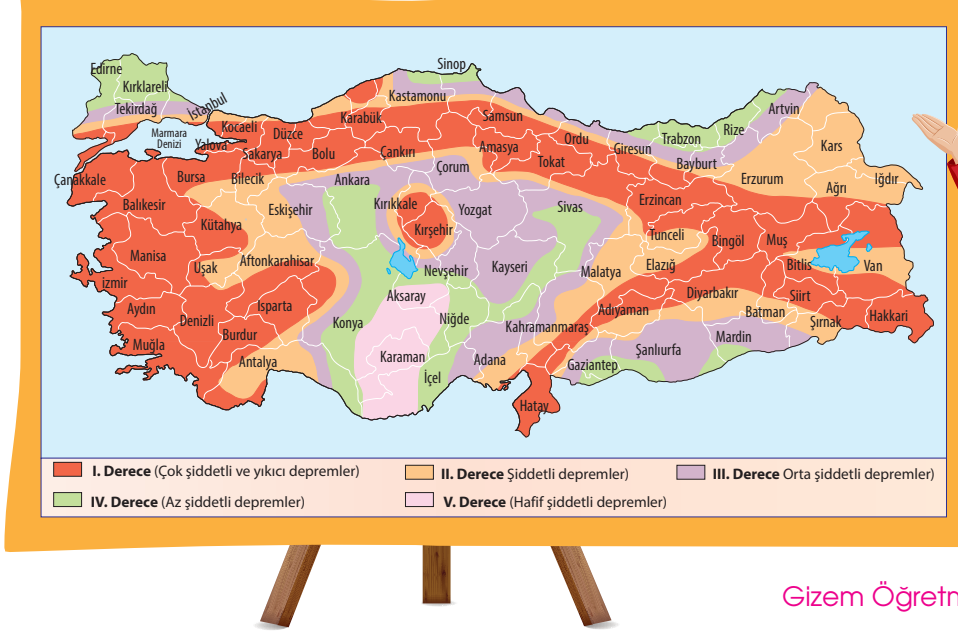 Edirne
Kırklareli
Tekirdağ
İstanbul
Marmara
Denizi
Yalova
Kocaeli
Sakarya
Düzce
Bolu
Karabük
Kastamonu
Sinop
Çankırı
Samsun
Amasya
Tokat
Ordu
Giresun
Trabzon
Rize
Artvin
Bayburt
Kars
Erzurum
Ağrı
Iğdır
Çanakkale
Bursa
Bilecik
Balıkesir
Kütahya
Eskişehir
Ankara
Çorum
Kırıkkale
Kırşehir
Yozgat
Sivas
Erzincan
Tunceli
Bingöl
Muş
Manisa
Uşak
Aftonkarahisar
Nevşehir
Kayseri
Malatya
Elazığ
Bitlis
Van
izmir
Aydın
Denizli
Isparta
Burdur
Muğla
Antalya
Konya
Aksaray
Niğde
Karaman
İçel
Adana
Kahramanmaraş
Adıyaman
Diyarbakır
Batman
Siirt
Şırnak
Hakkari
Gaziantep
Şanlıurfa
Mardin
Hatay
I. Derece (Çok şiddetli ve yıkıcı depremler)
II. Derece Şiddetli depremler)
III. Derece Orta şiddetli depremler)
IV. Derece (Az şiddetli depremler)
V. Derece (Hafif şiddetli depremler)
Gizem Öğretm